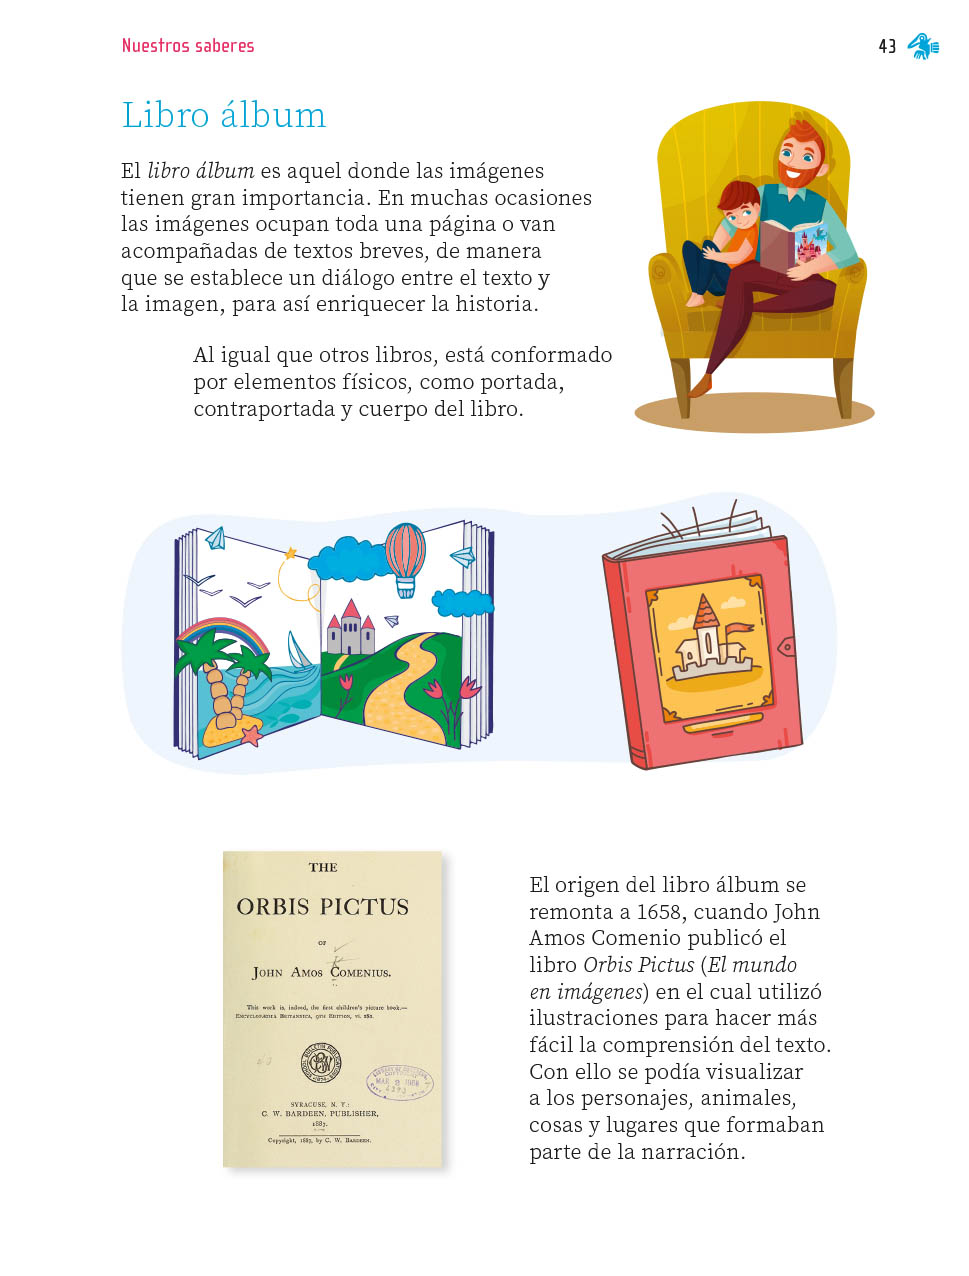 Nuestros saberes
43
Libro álbum
El libro álbum es aquel donde las imágenes
tienen gran importancia. En muchas ocasiones
las imágenes ocupan toda una página o van
acompañadas de textos breves, de manera
que se establece un diálogo entre el texto y
la imagen, para así enriquecer la historia.
Al igual que otros libros, está conformado
por elementos físicos, como portada,
contraportada y cuerpo del libro.
THE
ORBIS PICTUS
OF
JOHN AMOS COMENIUS.
This work is, indeed, the first children's picture book.—
ENCYCLOPÆDIA BRITANNICA, 9TH EDITION, vi. 182.
SYRACUSE, N. Y.:
C. W. BARDEEN, PUBLISHER,
1887.
Copyright, 1887, by C. W. BARDEEN.
El origen del libro álbum se
remonta a 1658, cuando John
Amos Comenio publicó el
libro Orbis Pictus (El mundo
en imágenes) en el cual utilizó
ilustraciones para hacer más
fácil la comprensión del texto.
Con ello se podía visualizar
a los personajes, animales,
cosas y lugares que formaban
parte de la narración.